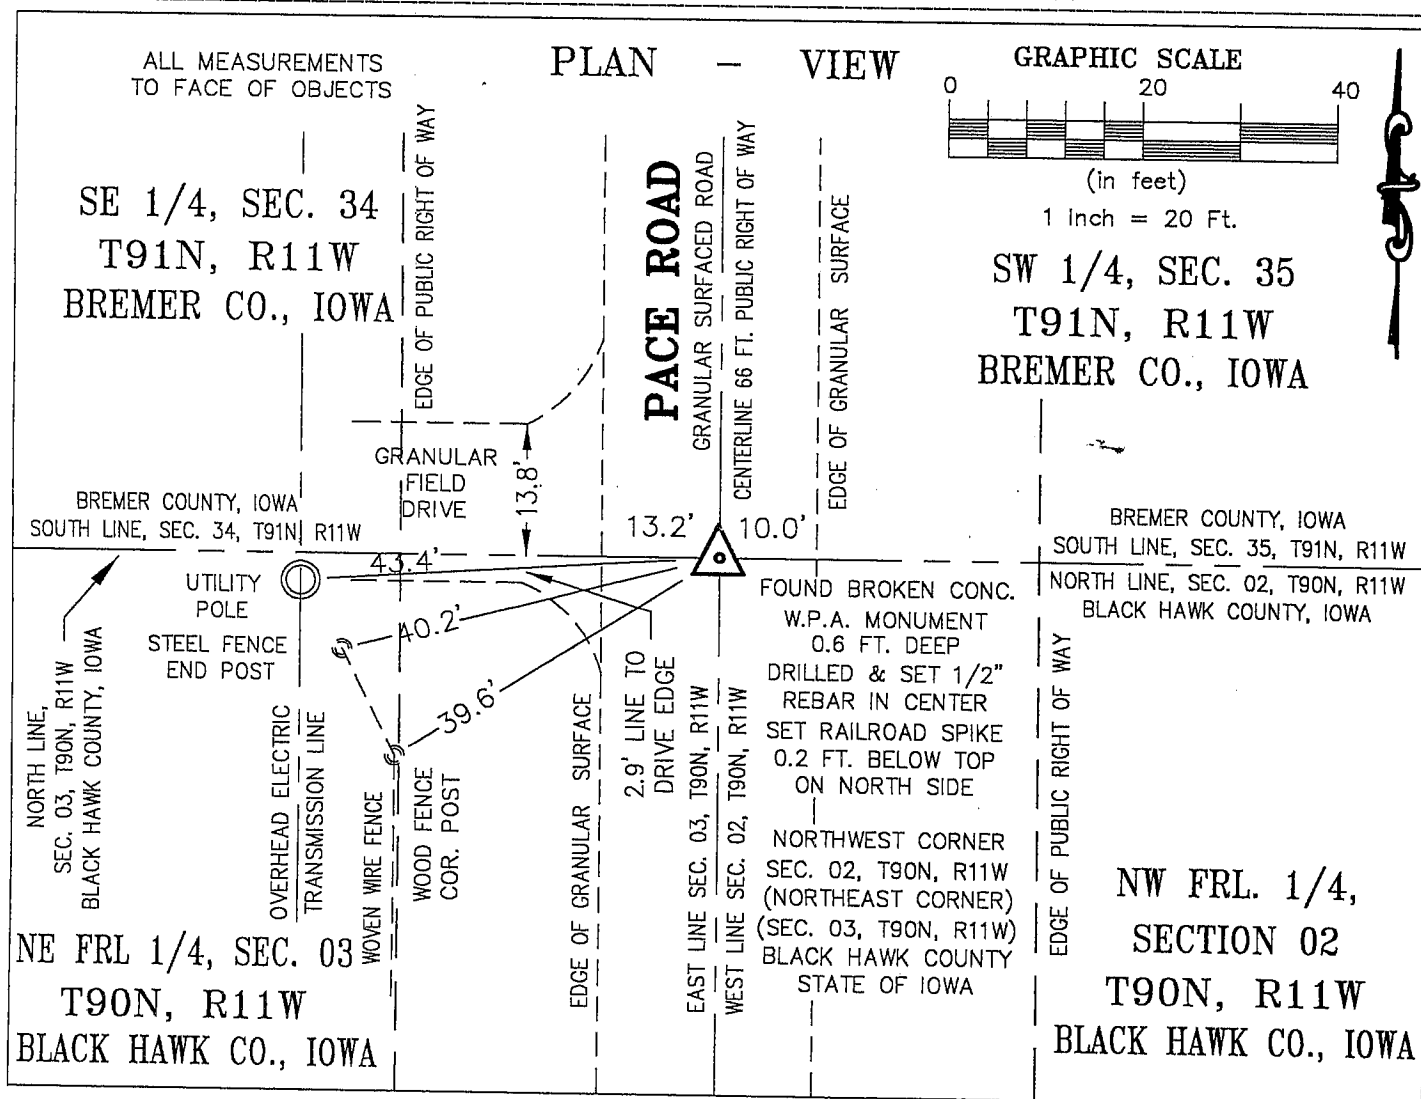 ALL MEASUREMENTS
TO FACE OF OBJECTS
PLAN - VIEW
GRAPHIC SCALE
0 20 40
(in feet)
1 inch = 20 Ft.
SE 1/4, SEC. 34
T91N, R11W
BREMER CO., IOWA
EDGE OF PUBLIC RIGHT OF WAY
PACE ROAD
GRANULAR SURFACED ROAD
CENTERLINE 66 FT. PUBLIC RIGHT OF WAY
EDGE OF GRANULAR SURFACE
SW 1/4, SEC. 35
T91N, R11W
BREMER CO., IOWA
GRANULAR
FIELD
DRIVE
13.8'
BREMER COUNTY, IOWA
SOUTH LINE, SEC. 34, T91N, R11W
13.2'
10.0'
BREMER COUNTY, IOWA
SOUTH LINE, SEC. 35, T91N, R11W
NORTH LINE, SEC. 02, T90N, R11W
BLACK HAWK COUNTY, IOWA
43.4'
UTILITY
POLE
40.2'
STEEL FENCE
END POST
39.6'
NORTH LINE,
SEC. 03, T90N, R11W
BLACK HAWK COUNTY, IOWA
OVERHEAD ELECTRIC
TRANSMISSION LINE
WOVEN WIRE FENCE
WOOD FENCE
COR. POST
EDGE OF GRANULAR SURFACE
2.9' LINE TO
DRIVE EDGE
EAST LINE SEC. 03, T90N, R11W
WEST LINE SEC. 02, T90N, R11W
FOUND BROKEN CONC.
W.P.A. MONUMENT
0.6 FT. DEEP
DRILLED & SET 1/2"
REBAR IN CENTER
SET RAILROAD SPIKE
0.2 FT. BELOW TOP
ON NORTH SIDE
NORTHWEST CORNER
SEC. 02, T90N, R11W
(NORTHEAST CORNER)
(SEC. 03, T90N, R11W)
BLACK HAWK COUNTY
STATE OF IOWA
EDGE OF PUBLIC RIGHT OF WAY
NE FRL 1/4, SEC. 03
T90N, R11W
BLACK HAWK CO., IOWA
NW FRL. 1/4,
SECTION 02
T90N, R11W
BLACK HAWK CO., IOWA